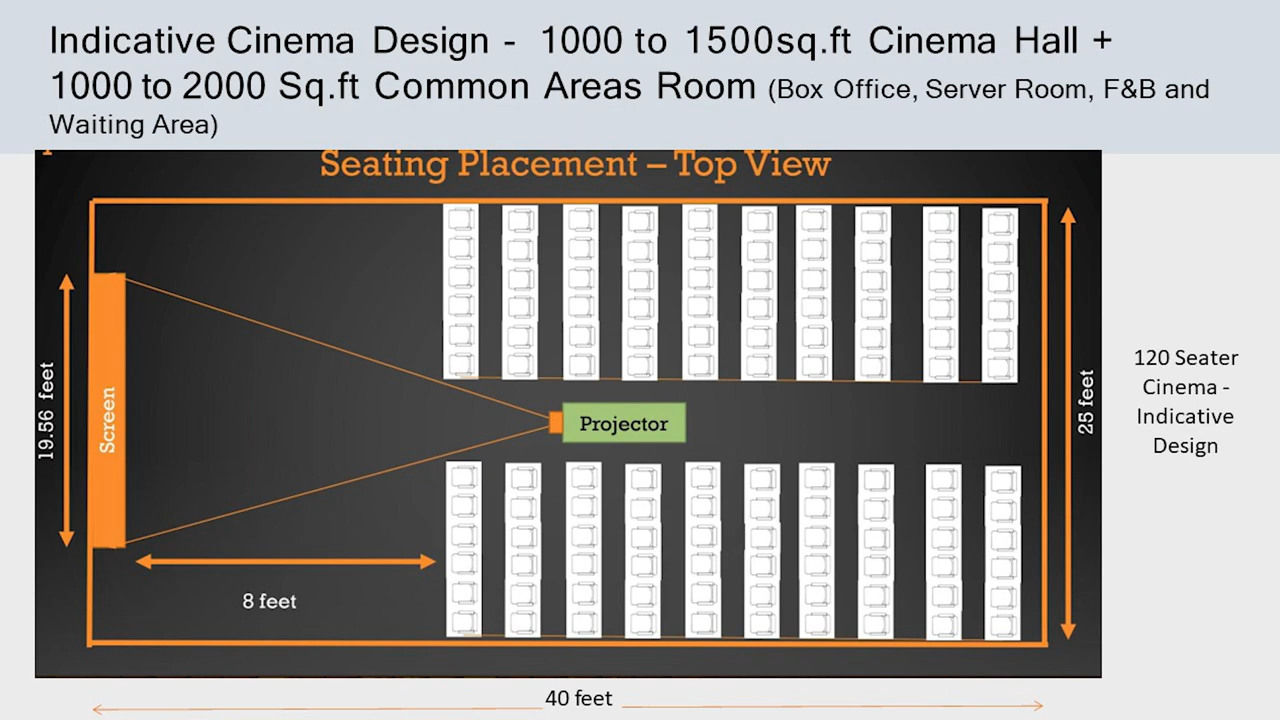 Indicative Cinema Design - 1000 to 1500sq.ft Cinema Hall +
1000 to 2000 Sq.ft Common Areas Room (Box Office, Server Room, F&B and
Waiting Area)
Seating Placement – Top View
19.56 feet
Screen
Projector
8 feet
25 feet
120 Seater
Cinema -
Indicative
Design
40 feet